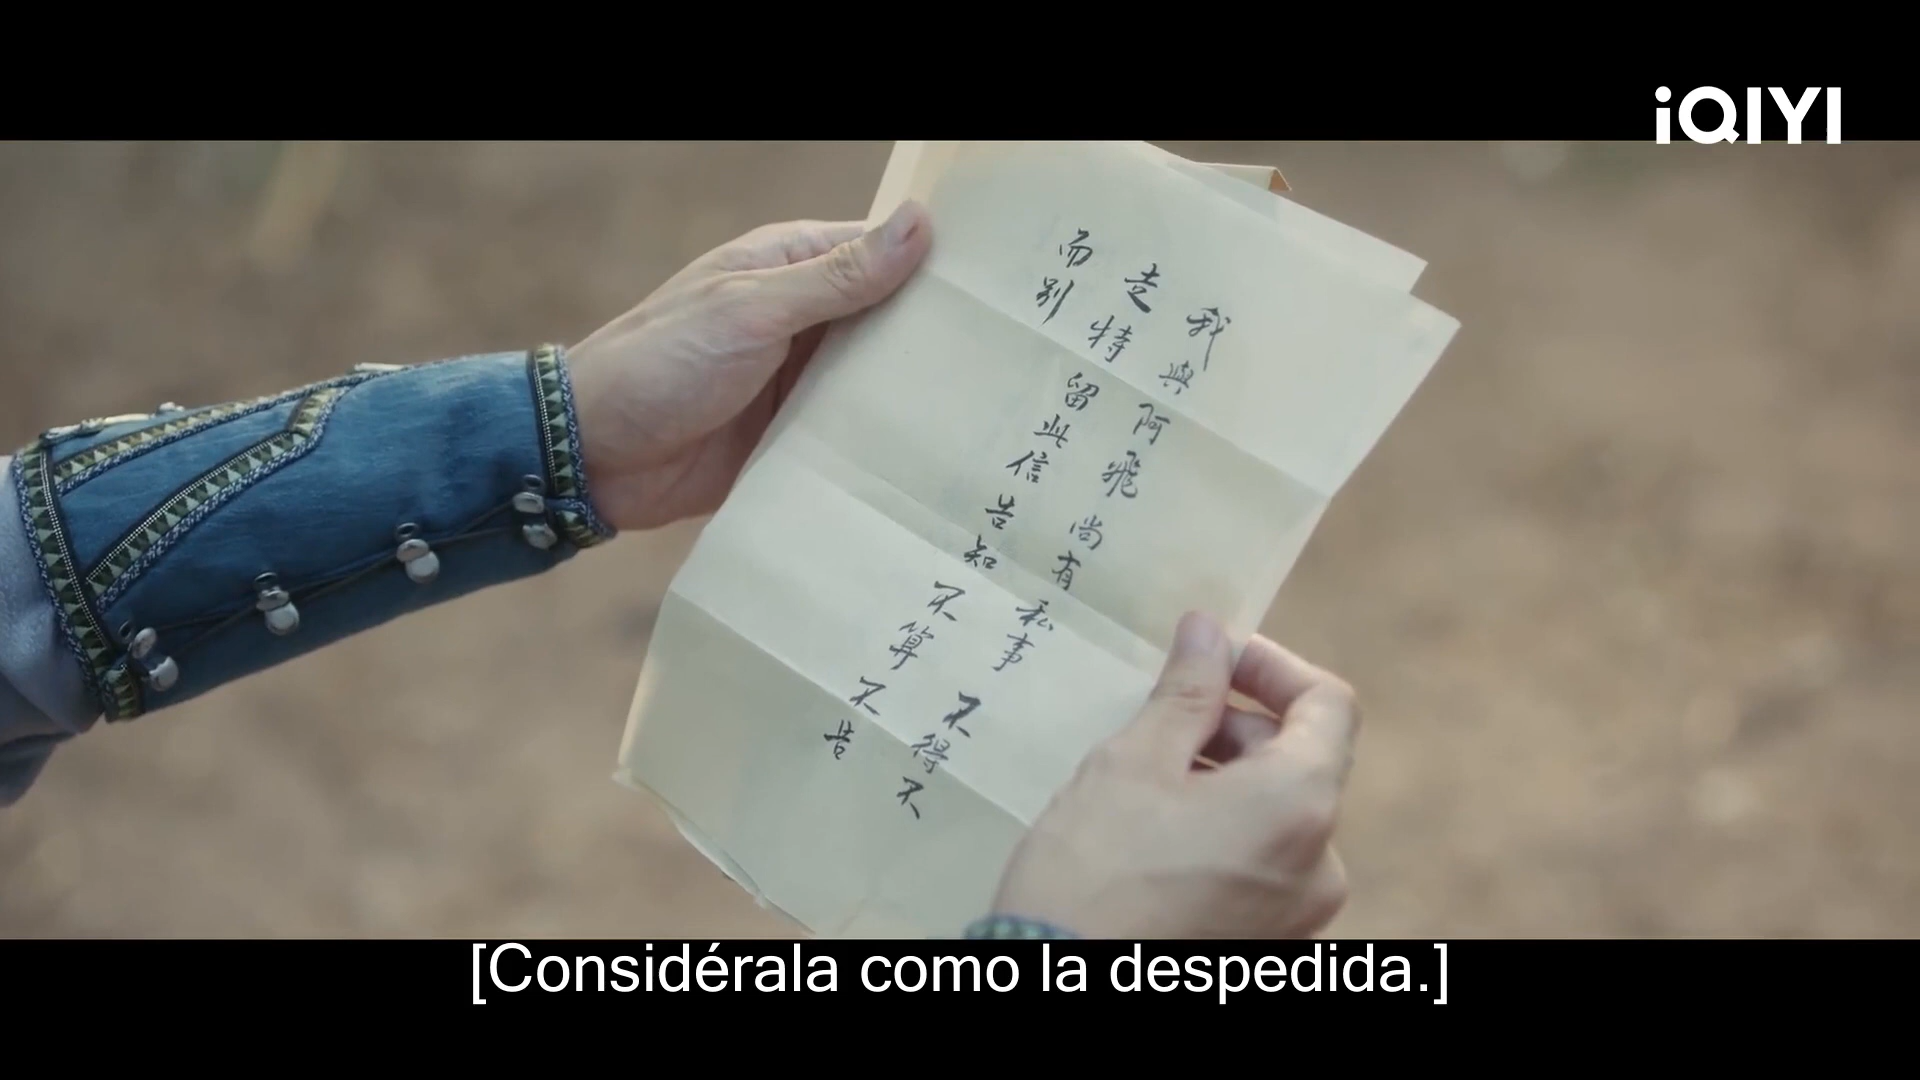 iQIYI
我與阿飛尚有私事不得不
走特留此信告知不算不告
而別
[Considérala como la despedida.]